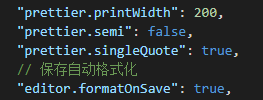 "prettier.printWidth": 200,
"prettier.semi": false,
"prettier.singleQuote": true,
// 保存自动格式化
"editor.formatOnSave": true,